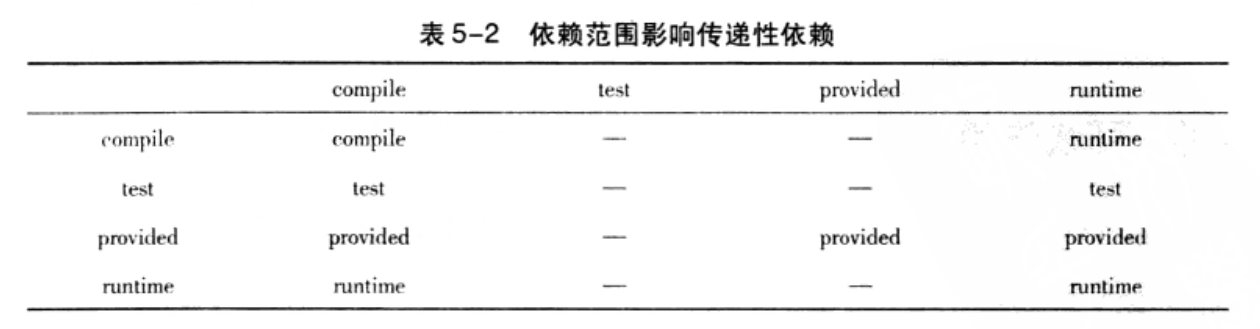 表 5-2 依赖范围影响传递性依赖
compile test provided runtime
compile compile — — runtime
test test — — test
provided provided — provided provided
runtime runtime — — runtime